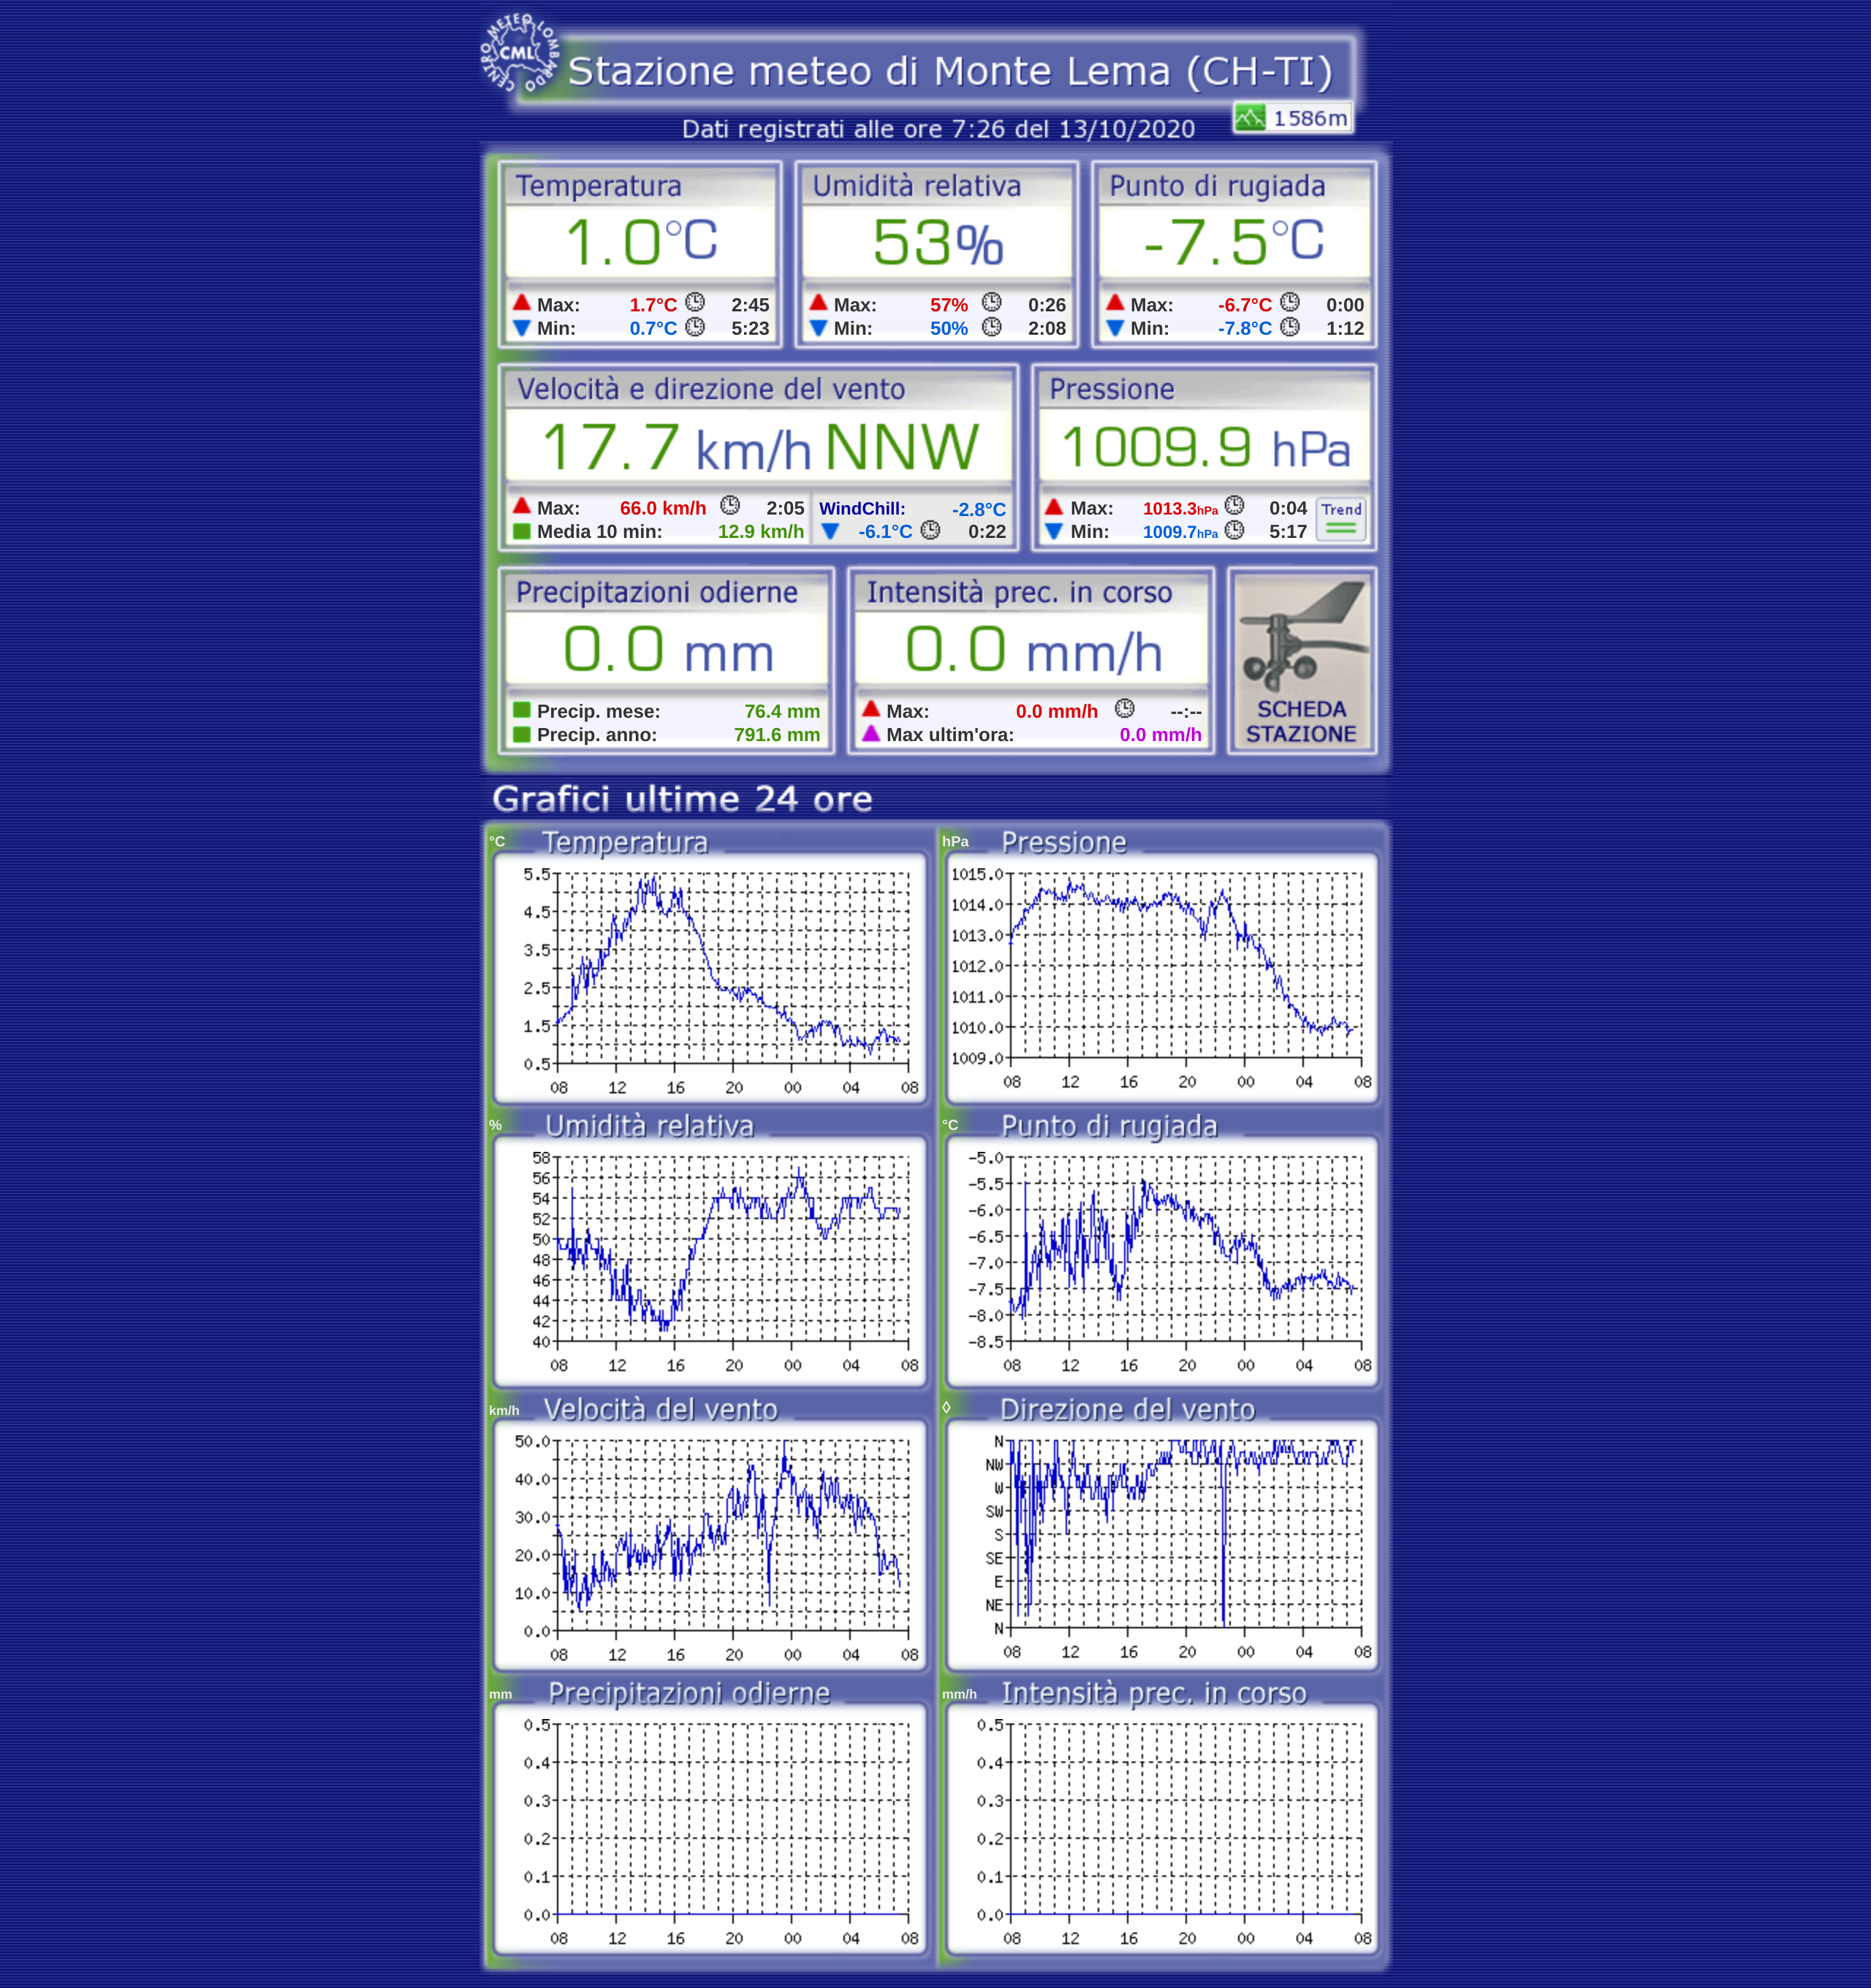 CENTRO METEO LOMBARDO
CML
Stazione meteo di Monte Lema (CH-TI)
1586m
Dati registrati alle ore 7:26 del 13/10/2020
Temperatura
1.0°C
Max: 1.7°C 2:45
Min: 0.7°C 5:23
Umidità relativa
53%
Max: 57% 0:26
Min: 50% 2:08
Punto di rugiada
-7.5°C
Max: -6.7°C 0:00
Min: -7.8°C 1:12
Velocità e direzione del vento
17.7 km/h NNW
Max: 66.0 km/h 2:05
Media 10 min: 12.9 km/h
WindChill: -2.8°C
-6.1°C 0:22
Pressione
1009.9 hPa
Max: 1013.3hPa 0:04
Min: 1009.7hPa 5:17
Trend
Precipitazioni odierne
0.0 mm
Precip. mese: 76.4 mm
Precip. anno: 791.6 mm
Intensità prec. in corso
0.0 mm/h
Max: 0.0 mm/h --:--
Max ultim'ora: 0.0 mm/h
SCHEDA
STAZIONE
Grafici ultime 24 ore
°C Temperatura
5.5
4.5
3.5
2.5
1.5
0.5
08 12 16 20 00 04 08
hPa Pressione
1015.0
1014.0
1013.0
1012.0
1011.0
1010.0
1009.0
08 12 16 20 00 04 08
% Umidità relativa
58
56
54
52
50
48
46
44
42
40
08 12 16 20 00 04 08
°C Punto di rugiada
-5.0
-5.5
-6.0
-6.5
-7.0
-7.5
-8.0
-8.5
08 12 16 20 00 04 08
km/h Velocità del vento
50.0
40.0
30.0
20.0
10.0
0.0
08 12 16 20 00 04 08
◊ Direzione del vento
N
NW
W
SW
S
SE
E
NE
N
08 12 16 20 00 04 08
mm Precipitazioni odierne
0.5
0.4
0.3
0.2
0.1
0.0
08 12 16 20 00 04 08
mm/h Intensità prec. in corso
0.5
0.4
0.3
0.2
0.1
0.0
08 12 16 20 00 04 08